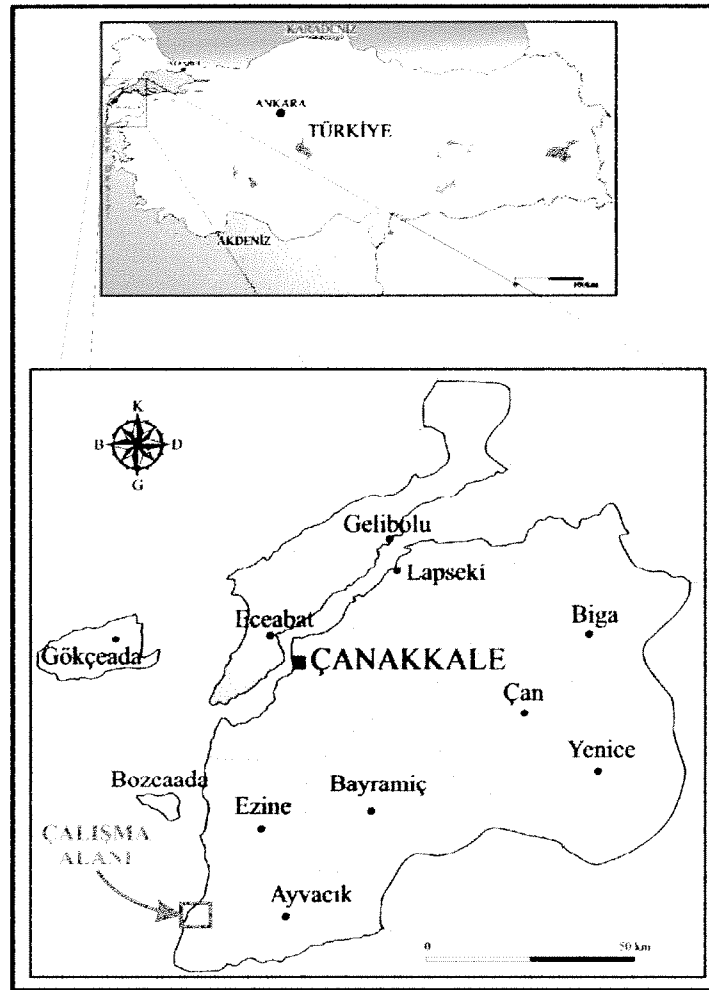 KARADENİZ
ANKARA
TÜRKİYE
AKDENİZ
100km
K
B D
G
Gelibolu
Lapseki
Eceabat
Biga
Gökçeada
ÇANAKKALE
Çan
Yenice
Bozcaada
Bayramiç
Ezine
ÇALIŞMA
ALANI
Ayvacık
0 50 km